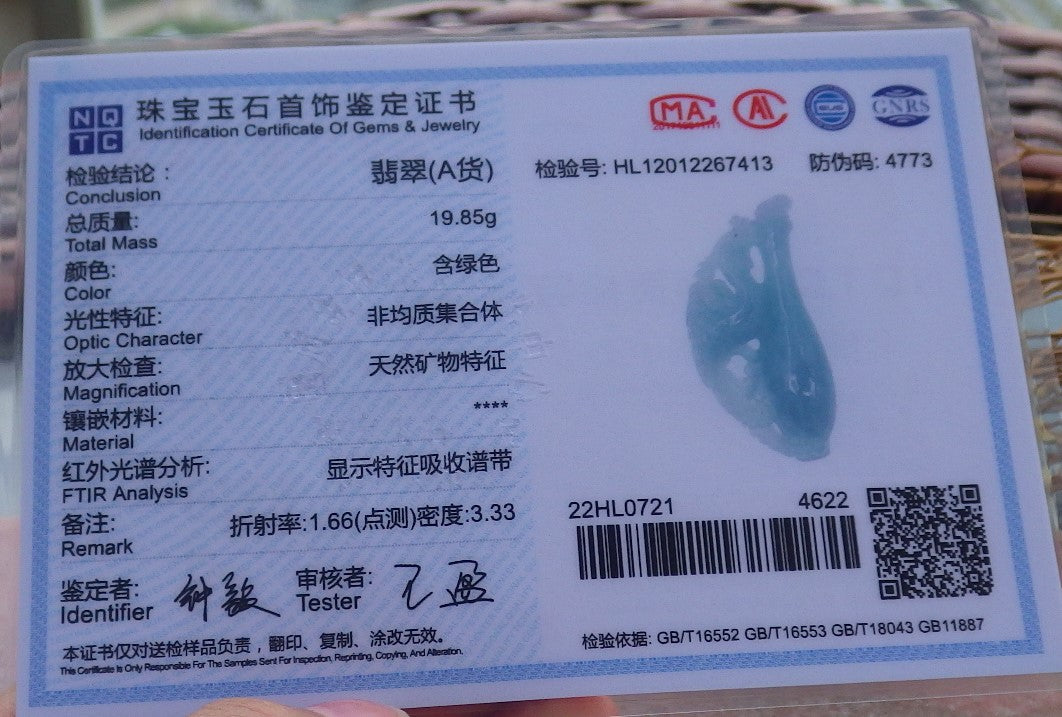 NQ
TC
珠宝玉石首饰鉴定证书
Identification Certificate Of Gems & Jewelry
MA
GNRS
检验结论：
翡翠(A货)
Conclusion
检验号: HL12012267413
防伪码: 4773
总质量:
19.85g
Total Mass
颜色:
含绿色
Color
光性特征:
非均质集合体
Optic Character
放大检查:
天然矿物特征
Magnification
镶嵌材料:
****
Material
红外光谱分析:
显示特征吸收谱带
FTIR Analysis
备注:
折射率:1.66(点测)密度:3.33
Remark
22HL0721
4622
鉴定者:
Identifier
审核者:
Tester
本证书仅对送检样品负责，翻印、复制、涂改无效。
This Certificate Is Only Responsible For The Samples Sent For Inspection, Reprinting, Copying, And Alteration.
检验依据: GB/T16552 GB/T16553 GB/T18043 GB11887